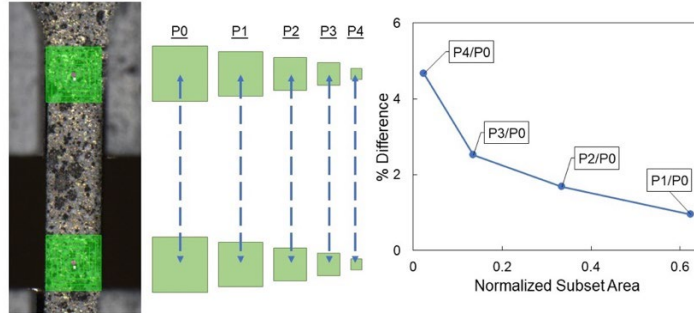 P0 P1 P2 P3 P4
6
4
2
0
% Difference
P4/P0
P3/P0
P2/P0
P1/P0
0 0.2 0.4 0.6
Normalized Subset Area